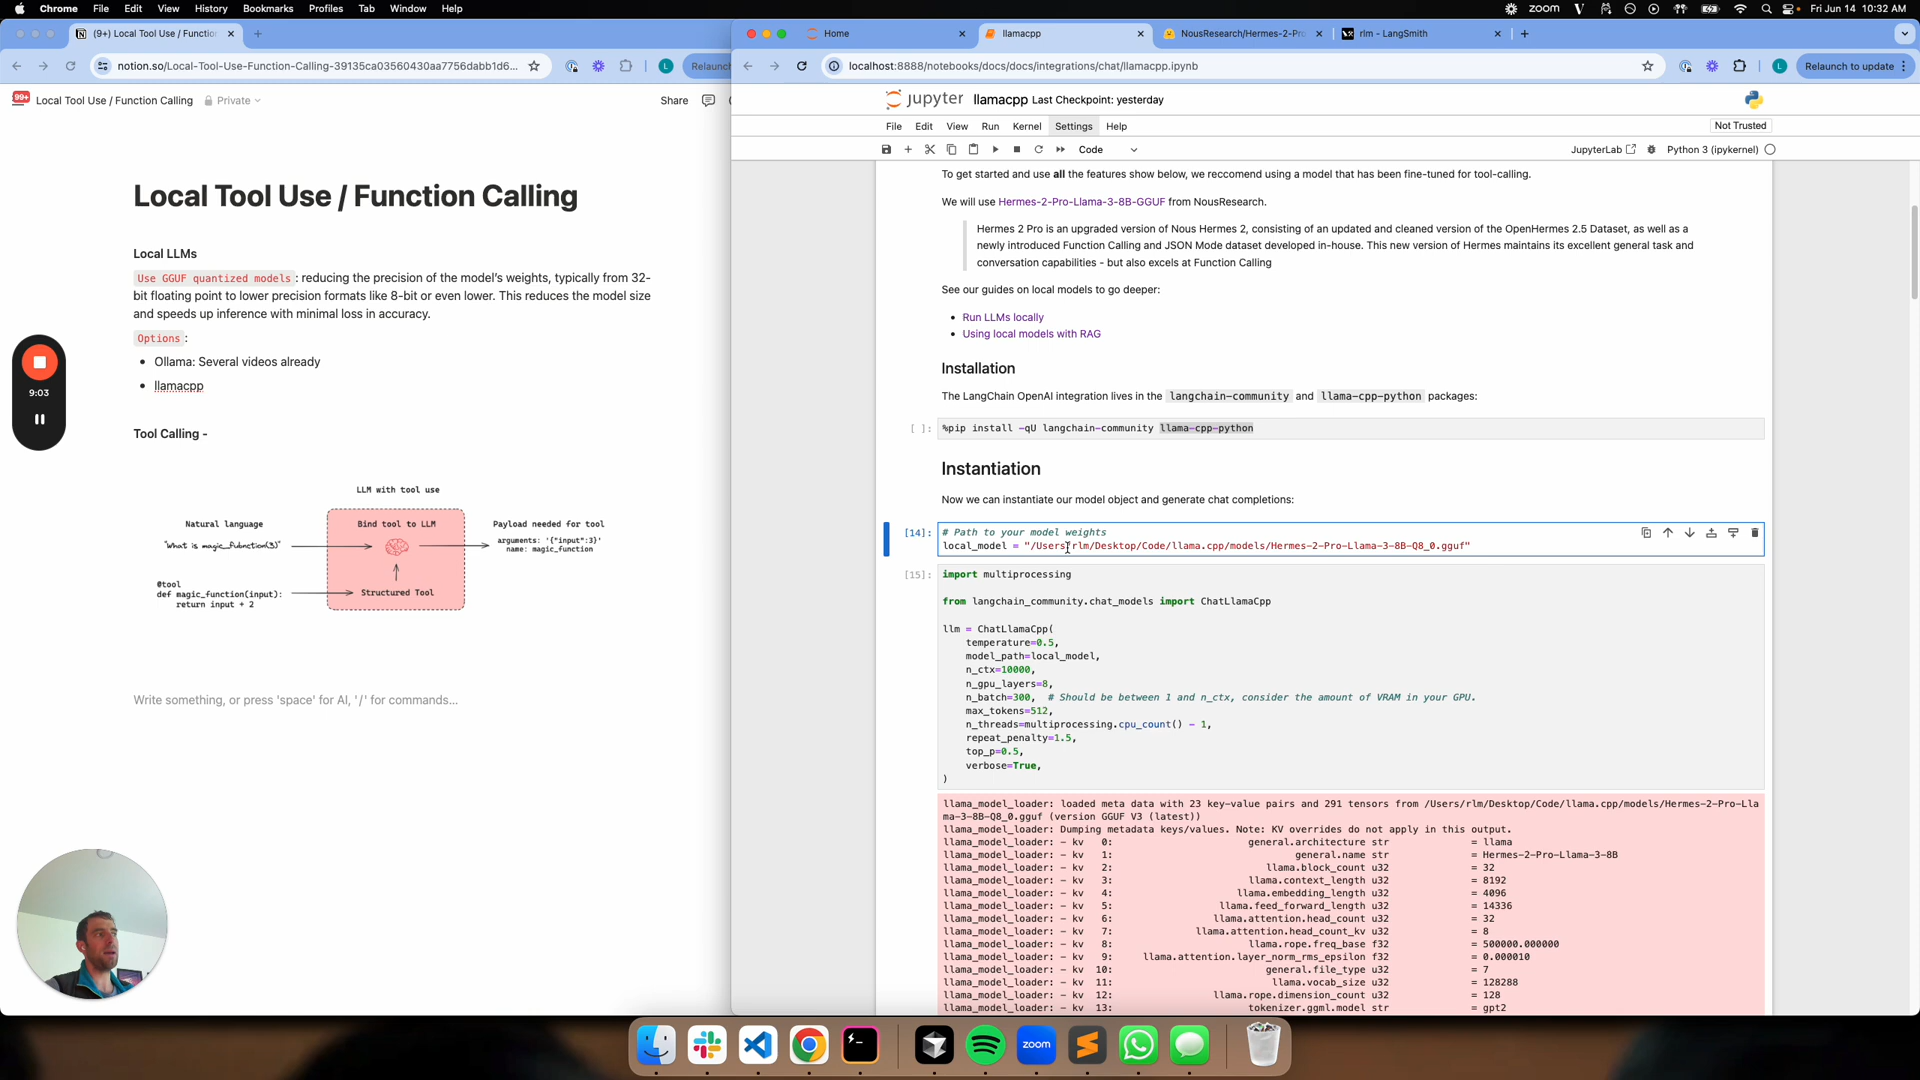 Chrome File Edit View History Bookmarks Profiles Tab Window Help
zoom Fri Jun 14 10:32 AM
(9+) Local Tool Use / Functio
notion.so/Local-Tool-Use-Function-Calling-39135ca03560430aa7756dabb1d6...
Relaunch
99+ Local Tool Use / Function Calling Private
Share
Local Tool Use / Function Calling
Local LLMs
Use GGUF quantized models : reducing the precision of the model's weights, typically from 32-
bit floating point to lower precision formats like 8-bit or even lower. This reduces the model size
and speeds up inference with minimal loss in accuracy.
Options :
• Ollama: Several videos already
• llamacpp
9:03
Tool Calling -
LLM with tool use
Natural language
Bind tool to LLM
Payload needed for tool
"What is magic_fubnction(3)"
arguments: '{"input":3}'
name: magic_function
@tool
def magic_function(input):
return input + 2
Structured Tool
Write something, or press 'space' for AI, '/' for commands...
Home
llamacpp
NousResearch/Hermes-2-Pro
rlm - LangSmith
localhost:8888/notebooks/docs/docs/integrations/chat/llamacpp.ipynb
Relaunch to update
jupyter llamacpp Last Checkpoint: yesterday
File Edit View Run Kernel Settings Help
Not Trusted
Code
JupyterLab Python 3 (ipykernel)
To get started and use all the features show below, we reccomend using a model that has been fine-tuned for tool-calling.
We will use Hermes-2-Pro-Llama-3-8B-GGUF from NousResearch.
Hermes 2 Pro is an upgraded version of Nous Hermes 2, consisting of an updated and cleaned version of the OpenHermes 2.5 Dataset, as well as a
newly introduced Function Calling and JSON Mode dataset developed in-house. This new version of Hermes maintains its excellent general task and
conversation capabilities - but also excels at Function Calling
See our guides on local models to go deeper:
• Run LLMs locally
• Using local models with RAG
Installation
The LangChain OpenAI integration lives in the langchain-community and llama-cpp-python packages:
[ ]: %pip install -qU langchain-community llama-cpp-python
Instantiation
Now we can instantiate our model object and generate chat completions:
[14]: # Path to your model weights
local_model = "/Users/rlm/Desktop/Code/llama.cpp/models/Hermes-2-Pro-Llama-3-8B-Q8_0.gguf"
[15]: import multiprocessing
from langchain_community.chat_models import ChatLlamaCpp
llm = ChatLlamaCpp(
temperature=0.5,
model_path=local_model,
n_ctx=10000,
n_gpu_layers=8,
n_batch=300, # Should be between 1 and n_ctx, consider the amount of VRAM in your GPU.
max_tokens=512,
n_threads=multiprocessing.cpu_count() - 1,
repeat_penalty=1.5,
top_p=0.5,
verbose=True,
)
llama_model_loader: loaded meta data with 23 key-value pairs and 291 tensors from /Users/rlm/Desktop/Code/llama.cpp/models/Hermes-2-Pro-Lla
ma-3-8B-Q8_0.gguf (version GGUF V3 (latest))
llama_model_loader: Dumping metadata keys/values. Note: KV overrides do not apply in this output.
llama_model_loader: - kv 0: general.architecture str = llama
llama_model_loader: - kv 1: general.name str = Hermes-2-Pro-Llama-3-8B
llama_model_loader: - kv 2: llama.block_count u32 = 32
llama_model_loader: - kv 3: llama.context_length u32 = 8192
llama_model_loader: - kv 4: llama.embedding_length u32 = 4096
llama_model_loader: - kv 5: llama.feed_forward_length u32 = 14336
llama_model_loader: - kv 6: llama.attention.head_count u32 = 32
llama_model_loader: - kv 7: llama.attention.head_count_kv u32 = 8
llama_model_loader: - kv 8: llama.rope.freq_base f32 = 500000.000000
llama_model_loader: - kv 9: llama.attention.layer_norm_rms_epsilon f32 = 0.000010
llama_model_loader: - kv 10: general.file_type u32 = 7
llama_model_loader: - kv 11: llama.vocab_size u32 = 128288
llama_model_loader: - kv 12: llama.rope.dimension_count u32 = 128
llama_model_loader: - kv 13: tokenizer.ggml.model str = gpt2
zoom